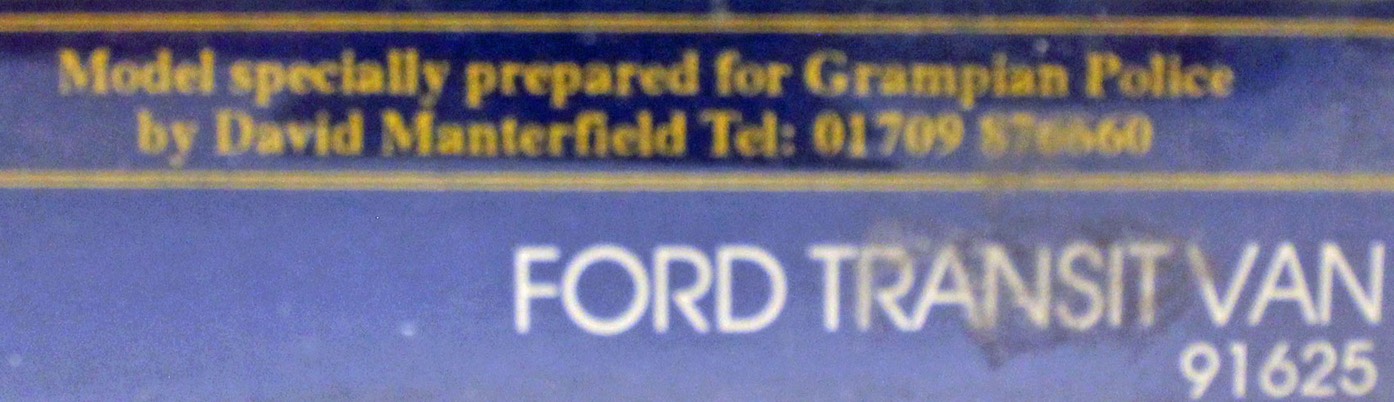 Model specially prepared for Grampian Police
by David Manterfield Tel: 01709
FORD TRANSIT VAN
91625